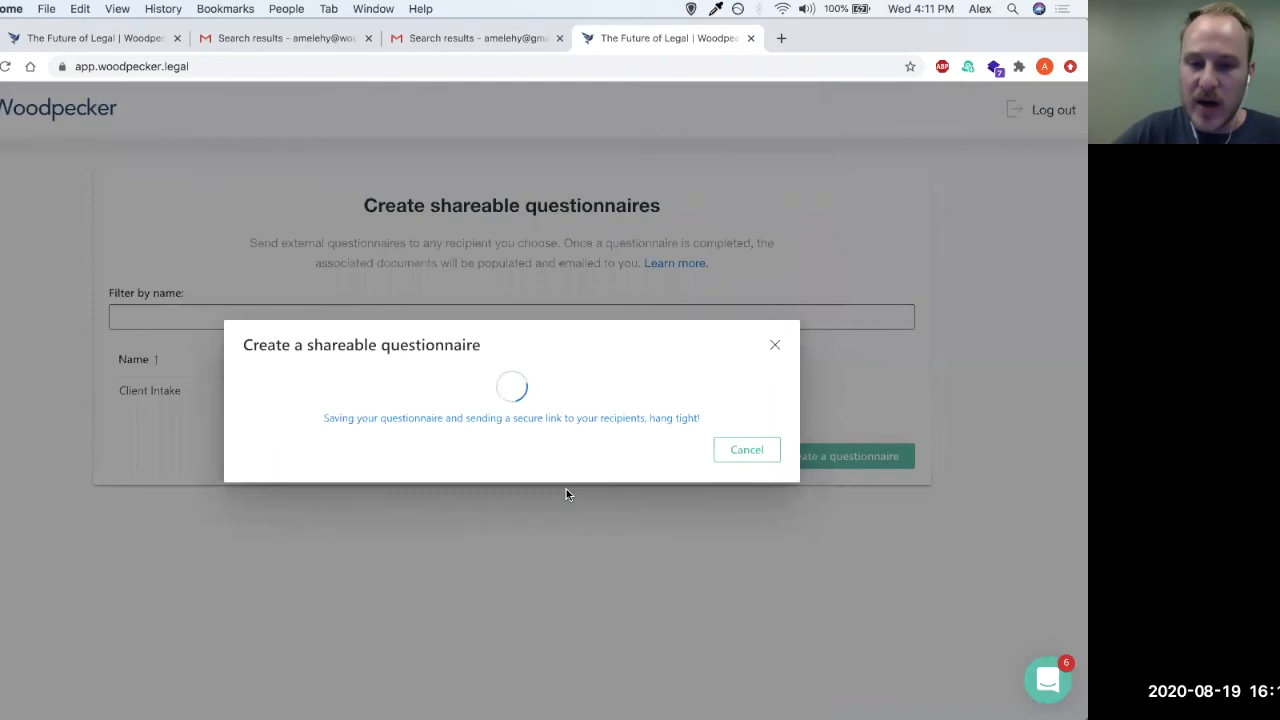 ome File Edit View History Bookmarks People Tab Window Help 100% Wed 4:11 PM Alex
The Future of Legal | Woodpec Search results - amelehy@woo Search results - amelehy@gm The Future of Legal | Woodpec
app.woodpecker.legal ABP 7 A
Woodpecker Log out
Create shareable questionnaires
Send external questionnaires to any recipient you choose. Once a questionnaire is completed, the
associated documents will be populated and emailed to you. Learn more.
Filter by name:
Create a shareable questionnaire
Name ↑
Client Intake
Saving your questionnaire and sending a secure link to your recipients, hang tight!
Cancel
ate a questionnaire
6
2020-08-19 16:1